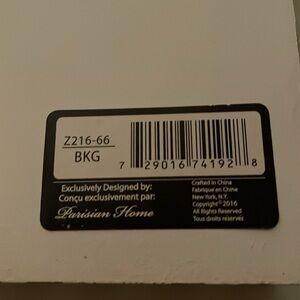 Z216-66
BKG
7 29016 74192 8
Exclusively Designed by:
Conçu exclusivement par:
Parisian Home
Crafted in China
Fabriqué en Chine
New York, N.Y.
Copyright© 2016
All Rights Reserved
Tous droits reservés